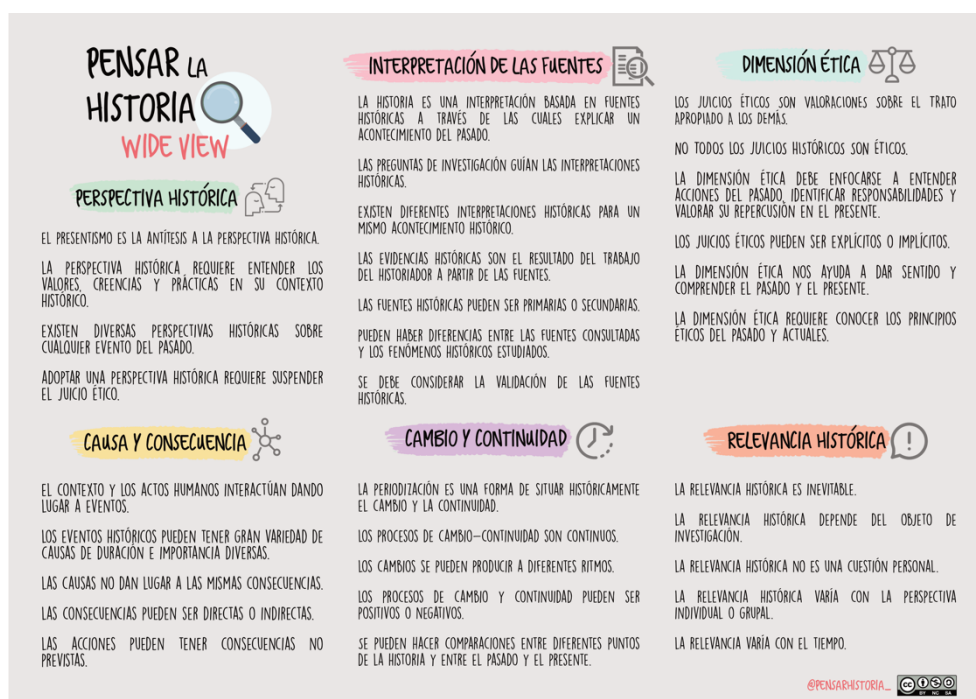 PENSAR LA
HISTORIA
WIDE VIEW
PERSPECTIVA HISTÓRICA
EL PRESENTISMO ES LA ANTÍTESIS A LA PERSPECTIVA HISTÓRICA.
LA PERSPECTIVA HISTÓRICA REQUIERE ENTENDER LOS
VALORES, CREENCIAS Y PRÁCTICAS EN SU CONTEXTO
HISTÓRICO.
EXISTEN DIVERSAS PERSPECTIVAS HISTÓRICAS SOBRE
CUALQUIER EVENTO DEL PASADO.
ADOPTAR UNA PERSPECTIVA HISTÓRICA REQUIERE SUSPENDER
EL JUICIO ÉTICO.
INTERPRETACIÓN DE LAS FUENTES
LA HISTORIA ES UNA INTERPRETACIÓN BASADA EN FUENTES
HISTÓRICAS A TRAVÉS DE LAS CUALES EXPLICAR UN
ACONTECIMIENTO DEL PASADO.
LAS PREGUNTAS DE INVESTIGACIÓN GUÍAN LAS INTERPRETACIONES
HISTÓRICAS.
EXISTEN DIFERENTES INTERPRETACIONES HISTÓRICAS PARA UN
MISMO ACONTECIMIENTO HISTÓRICO.
LAS EVIDENCIAS HISTÓRICAS SON EL RESULTADO DEL TRABAJO
DEL HISTORIADOR A PARTIR DE LAS FUENTES.
LAS FUENTES HISTÓRICAS PUEDEN SER PRIMARIAS O SECUNDARIAS.
PUEDEN HABER DIFERENCIAS ENTRE LAS FUENTES CONSULTADAS
Y LOS FENÓMENOS HISTÓRICOS ESTUDIADOS.
SE DEBE CONSIDERAR LA VALIDACIÓN DE LAS FUENTES
HISTÓRICAS.
DIMENSIÓN ÉTICA
LOS JUICIOS ÉTICOS SON VALORACIONES SOBRE EL TRATO
APROPIADO A LOS DEMÁS.
NO TODOS LOS JUICIOS HISTÓRICOS SON ÉTICOS.
LA DIMENSIÓN ÉTICA DEBE ENFOCARSE A ENTENDER
ACCIONES DEL PASADO, IDENTIFICAR RESPONSABILIDADES Y
VALORAR SU REPERCUSIÓN EN EL PRESENTE.
LOS JUICIOS ÉTICOS PUEDEN SER EXPLÍCITOS O IMPLÍCITOS.
LA DIMENSIÓN ÉTICA NOS AYUDA A DAR SENTIDO Y
COMPRENDER EL PASADO Y EL PRESENTE.
LA DIMENSIÓN ÉTICA REQUIERE CONOCER LOS PRINCIPIOS
ÉTICOS DEL PASADO Y ACTUALES.
CAUSA Y CONSECUENCIA
EL CONTEXTO Y LOS ACTOS HUMANOS INTERACTÚAN DANDO
LUGAR A EVENTOS.
LOS EVENTOS HISTÓRICOS PUEDEN TENER GRAN VARIEDAD DE
CAUSAS DE DURACIÓN E IMPORTANCIA DIVERSAS.
LAS CAUSAS NO DAN LUGAR A LAS MISMAS CONSECUENCIAS.
LAS CONSECUENCIAS PUEDEN SER DIRECTAS O INDIRECTAS.
LAS ACCIONES PUEDEN TENER CONSECUENCIAS NO
PREVISTAS.
CAMBIO Y CONTINUIDAD
LA PERIODIZACIÓN ES UNA FORMA DE SITUAR HISTÓRICAMENTE
EL CAMBIO Y LA CONTINUIDAD.
LOS PROCESOS DE CAMBIO-CONTINUIDAD SON CONTINUOS.
LOS CAMBIOS SE PUEDEN PRODUCIR A DIFERENTES RITMOS.
LOS PROCESOS DE CAMBIO Y CONTINUIDAD PUEDEN SER
POSITIVOS O NEGATIVOS.
SE PUEDEN HACER COMPARACIONES ENTRE DIFERENTES PUNTOS
DE LA HISTORIA Y ENTRE EL PASADO Y EL PRESENTE.
RELEVANCIA HISTÓRICA
LA RELEVANCIA HISTÓRICA ES INEVITABLE.
LA RELEVANCIA HISTÓRICA DEPENDE DEL OBJETO DE
INVESTIGACIÓN.
LA RELEVANCIA HISTÓRICA NO ES UNA CUESTIÓN PERSONAL.
LA RELEVANCIA HISTÓRICA VARÍA CON LA PERSPECTIVA
INDIVIDUAL O GRUPAL.
LA RELEVANCIA VARÍA CON EL TIEMPO.
@PENSARHISTORIA_
CC
BY NC SA